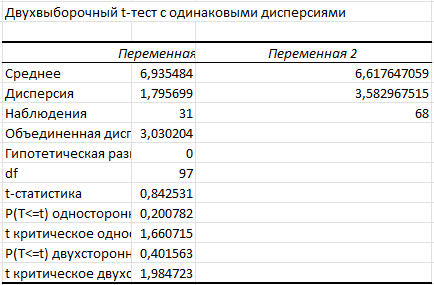 Двухвыборочный t-тест с одинаковыми дисперсиями
Переменная Переменная 2
Среднее 6,935484 6,617647059
Дисперсия 1,795699 3,582967515
Наблюдения 31 68
Объединенная дисп 3,030204
Гипотетическая раз 0
df 97
t-статистика 0,842531
P(T<=t) односторон 0,200782
t критическое однос 1,660715
P(T<=t) двухсторонн 0,401563
t критическое двухс 1,984723